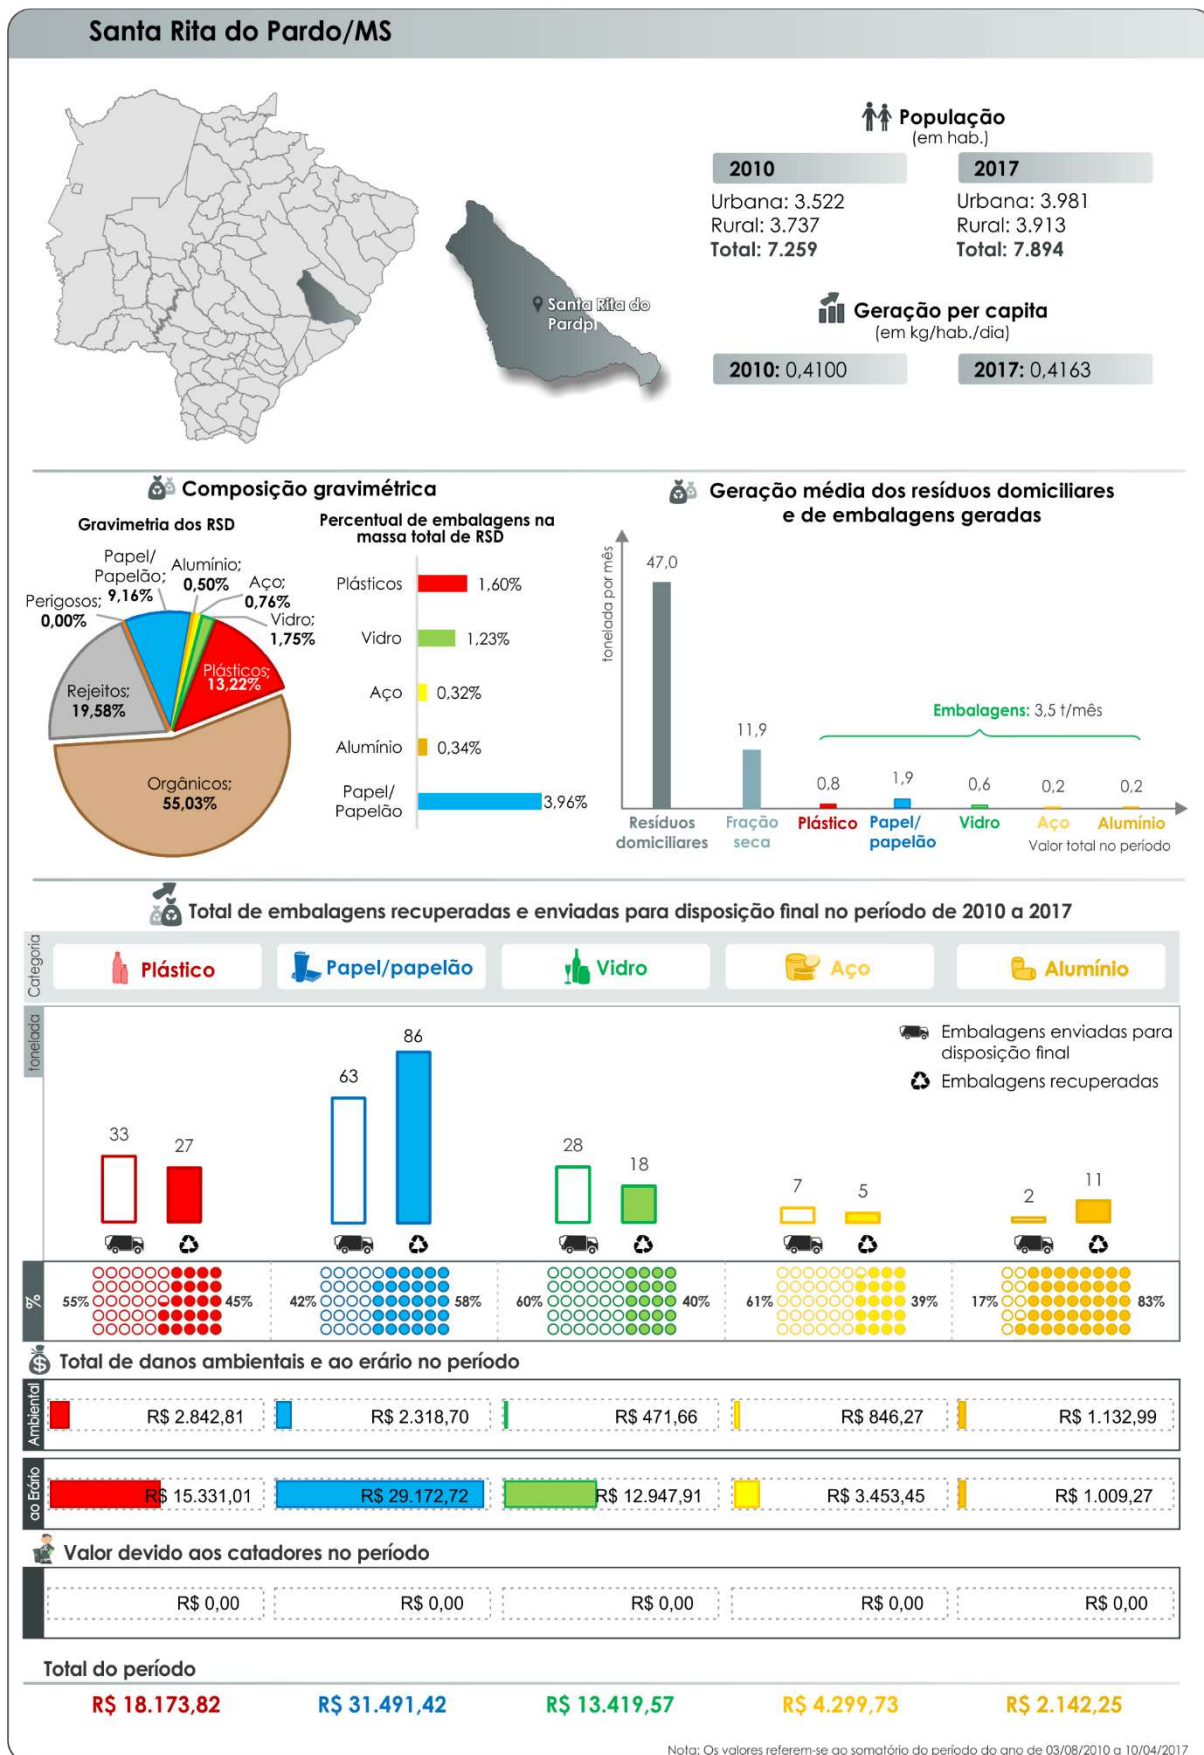 Santa Rita do Pardo/MS
População
(em hab.)
2010
2017
Urbana: 3.522
Rural: 3.737
Total: 7.259
Urbana: 3.981
Rural: 3.913
Total: 7.894
Santa Rita do
Pardpl
Geração per capita
(em kg/hab./dia)
2010: 0,4100
2017: 0,4163
Composição gravimétrica
Gravimetria dos RSD
Papel/
Papelão;
9,16%
Alumínio;
0,50%
Aço;
0,76%
Perigosos;
0,00%
Vidro;
1,75%
Plásticos;
13,22%
Rejeitos;
19,58%
Orgânicos;
55,03%
Percentual de embalagens na
massa total de RSD
Plásticos 1,60%
Vidro 1,23%
Aço 0,32%
Alumínio 0,34%
Papel/
Papelão 3,96%
Geração média dos resíduos domiciliares
e de embalagens geradas
tonelada por mês
47,0
11,9
Embalagens: 3,5 t/mês
0,8
1,9
0,6
0,2
0,2
Resíduos
domiciliares
Fração
seca
Plástico
Papel/
papelão
Vidro
Aço
Alumínio
Valor total no período
Total de embalagens recuperadas e enviadas para disposição final no período de 2010 a 2017
Categoria
Plástico
Papel/papelão
Vidro
Aço
Alumínio
tonelada
Embalagens enviadas para
disposição final
Embalagens recuperadas
33
27
63
86
28
18
7
5
2
11
%
55%
45%
42%
58%
60%
40%
61%
39%
17%
83%
Total de danos ambientais e ao erário no período
Ambiental
R$ 2.842,81
R$ 2.318,70
R$ 471,66
R$ 846,27
R$ 1.132,99
ao Erário
R$ 15.331,01
R$ 29.172,72
R$ 12.947,91
R$ 3.453,45
R$ 1.009,27
Valor devido aos catadores no período
R$ 0,00
R$ 0,00
R$ 0,00
R$ 0,00
R$ 0,00
Total do período
R$ 18.173,82
R$ 31.491,42
R$ 13.419,57
R$ 4.299,73
R$ 2.142,25
Nota: Os valores referem-se ao somatório do período do ano de 03/08/2010 a 10/04/2017